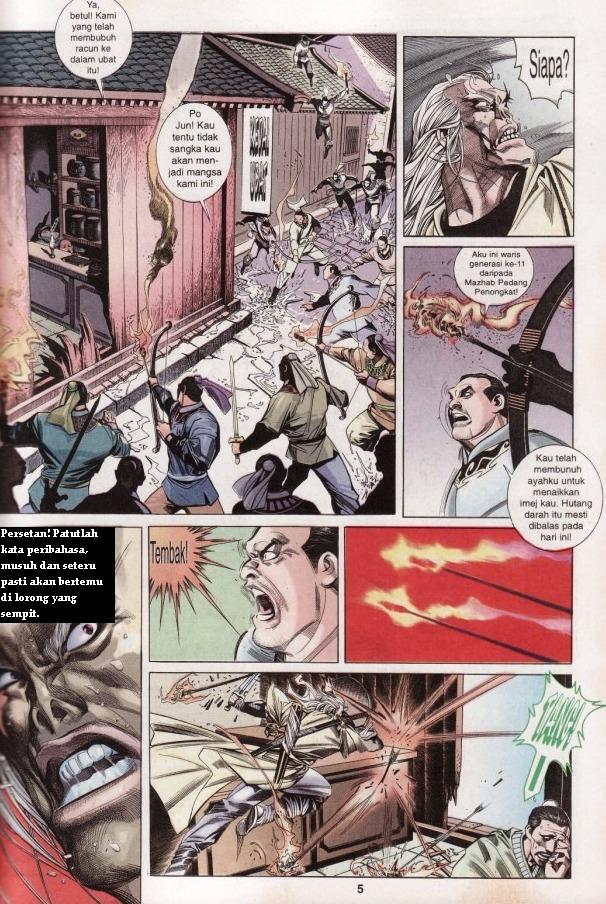 Ya,
betul! Kami
yang telah
membubuh
racun ke
dalam ubat
itu!
Po
Jun! Kau
tentu tidak
sangka kau
akan men-
jadi mangsa
kami ini!
KEDAI
UBAT
Siapa?
Aku ini waris
generasi ke-11
daripada
Mazhab Pedang
Penongkat!
Kau telah
membunuh
ayahku untuk
menaikkan
imej kau. Hutang
darah itu mesti
dibalas pada
hari ini!
Persetan! Patutlah
kata peribahasa,
musuh dan seteru
pasti akan bertemu
di lorong yang
sempit.
Tembak!
5